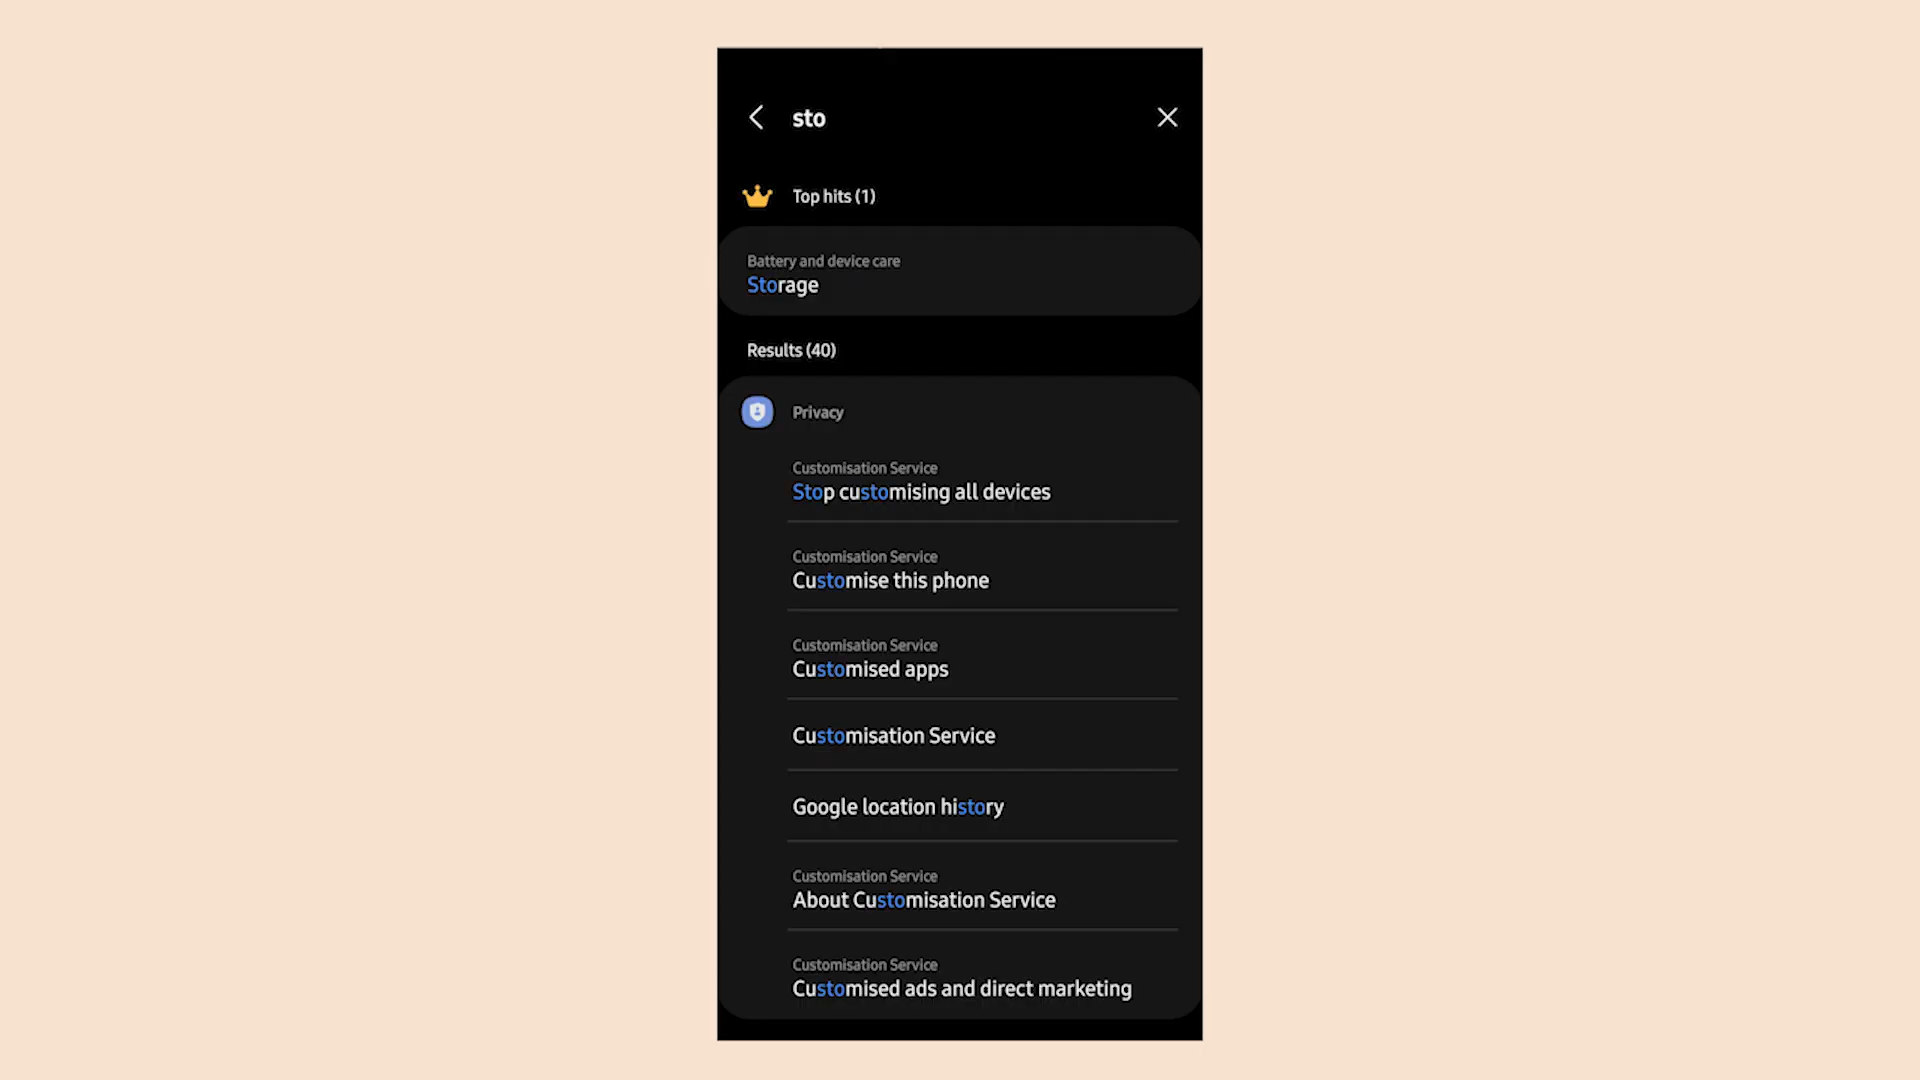 sto
Top hits (1)
Battery and device care
Storage
Results (40)
Privacy
Customisation Service
Stop customising all devices
Customisation Service
Customise this phone
Customisation Service
Customised apps
Customisation Service
Google location history
Customisation Service
About Customisation Service
Customisation Service
Customised ads and direct marketing